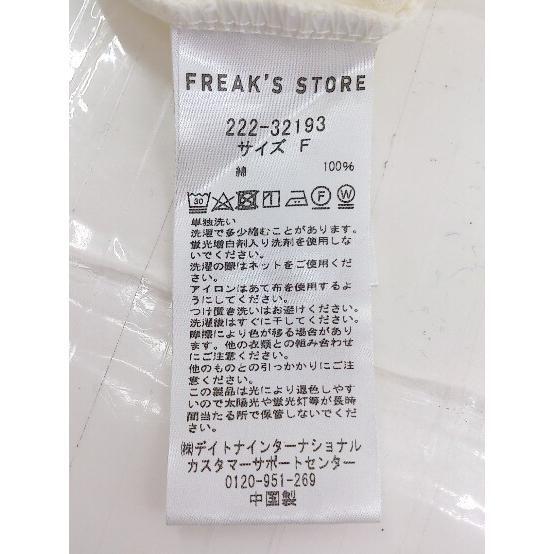 FREAK'S STORE
222-32193
サイズ F
綿 100%
30
F W
単独洗い
洗濯で多少縮むことがあります。
蛍光増白剤入り洗剤を使用しな
いでください。
洗濯の際はネットをご使用くだ
さい。
アイロンはあて布を使用するよ
うにしてください。
つけ置き洗いはお避けください。
洗濯後はすぐに干してください。
摩擦により色が移る場合があり
ます。他の衣類との組み合わせ
にご注意ください。
他のものとの引っかかりにご注
意ください。
この製品は光により退色しやす
いので太陽光や蛍光灯等が長時
間当たる所で保管しないでくだ
さい。
㈱デイトナインターナショナル
カスタマーサポートセンター
0120-951-269
中国製